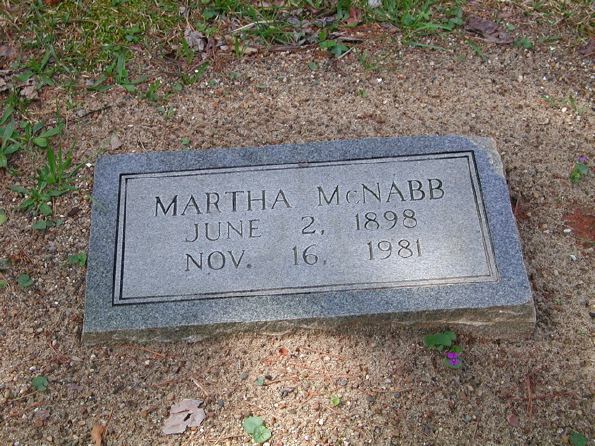 MARTHA McNABB
JUNE 2, 1898
NOV. 16, 1981